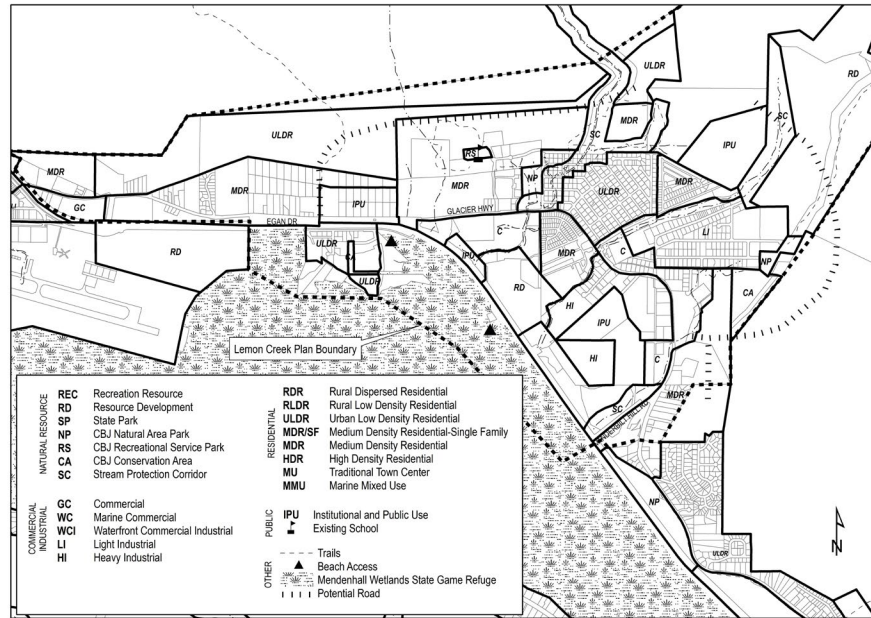 ULDR
RD
MDR
SC
SC
IPU
ULDR
RS
MDR
MDR
MDR
NP
ULDR
MDR
GC
IPU
GLACIER HWY
EGAN DR
C
LI
ULDR
CA
IPU
MDR
C
RD
NP
RD
ULDR
CA
HI
IPU
Lemon Creek Plan Boundary
HI
C
MDR
SC
NP
ULDR
N
NATURAL RESOURCE
REC Recreation Resource
RD Resource Development
SP State Park
NP CBJ Natural Area Park
RS CBJ Recreational Service Park
CA CBJ Conservation Area
SC Stream Protection Corridor
COMMERCIAL
INDUSTRIAL
GC Commercial
WC Marine Commercial
WCI Waterfront Commercial Industrial
LI Light Industrial
HI Heavy Industrial
RESIDENTIAL
RDR Rural Dispersed Residential
RLDR Rural Low Density Residential
ULDR Urban Low Density Residential
MDR/SF Medium Density Residential-Single Family
MDR Medium Density Residential
HDR High Density Residential
MU Traditional Town Center
MMU Marine Mixed Use
PUBLIC
IPU Institutional and Public Use
Existing School
OTHER
Trails
Beach Access
Mendenhall Wetlands State Game Refuge
Potential Road